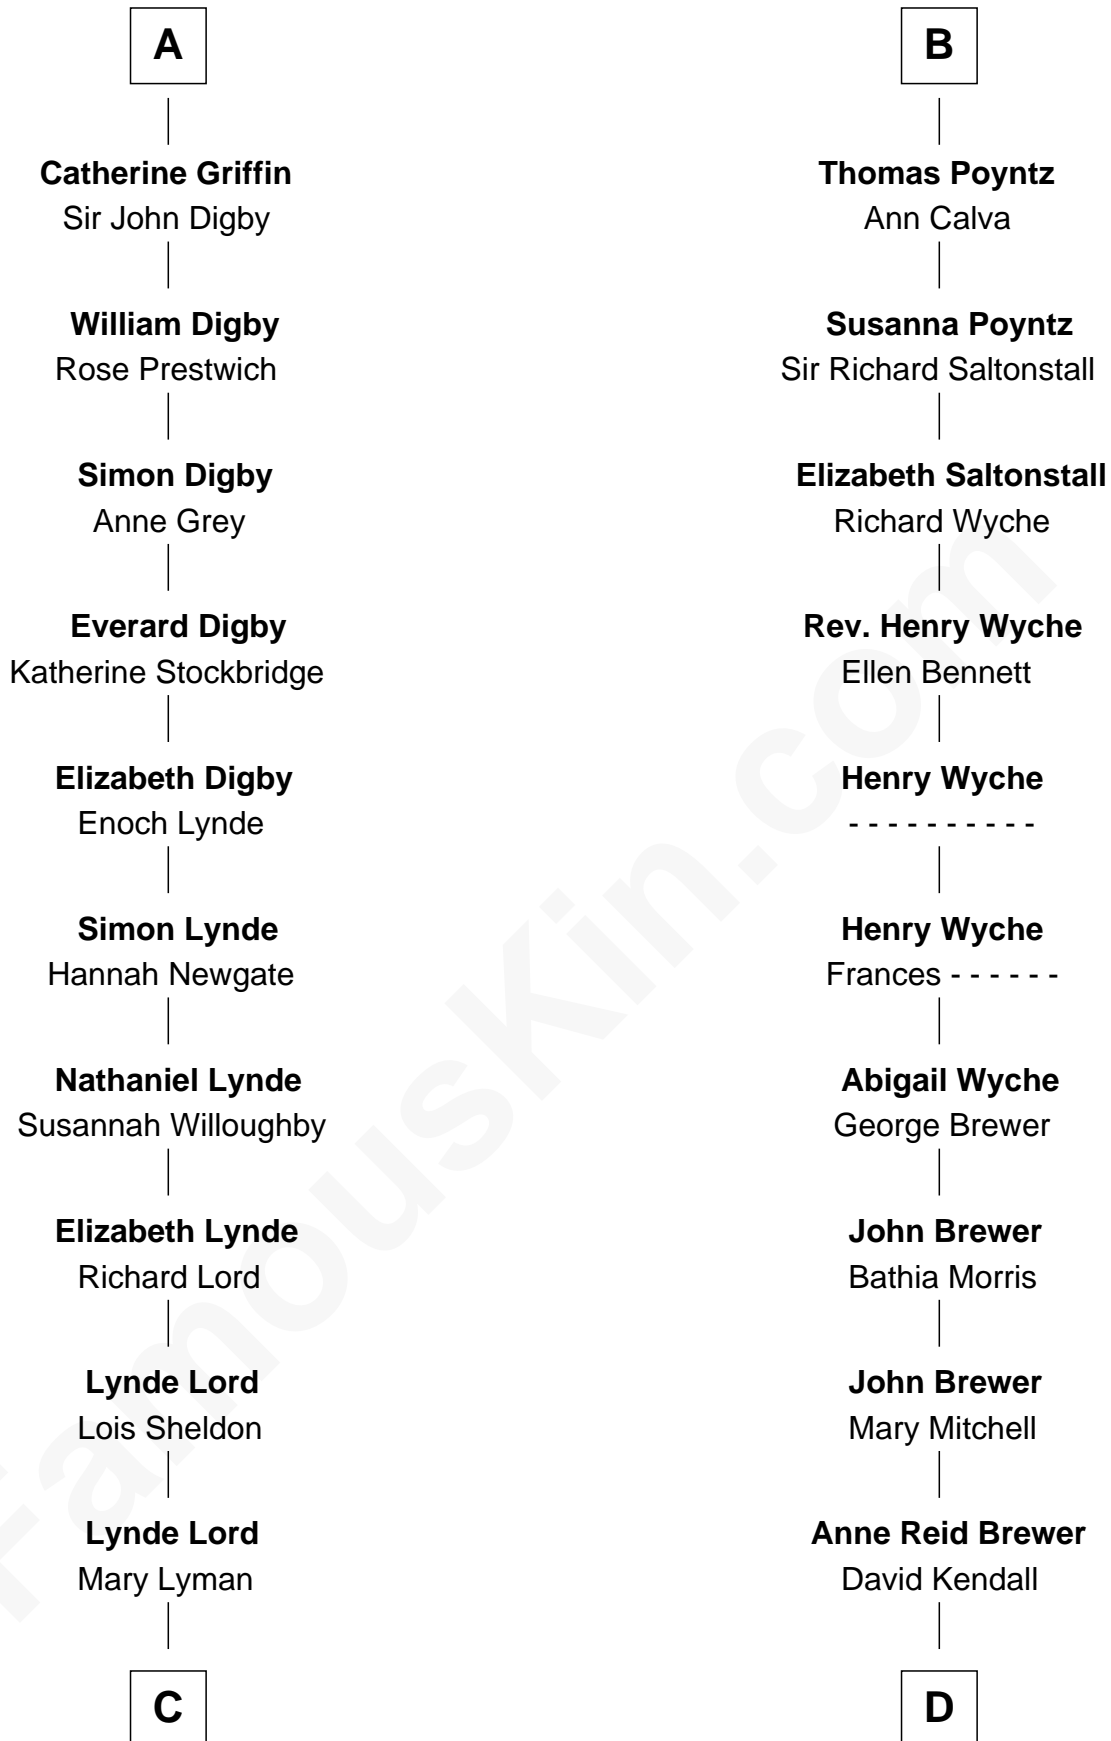 A
Catherine Griffin
Sir John Digby
William Digby
Rose Prestwich
Simon Digby
Anne Grey
Everard Digby
Katherine Stockbridge
Elizabeth Digby
Enoch Lynde
Simon Lynde
Hannah Newgate
Nathaniel Lynde
Susannah Willoughby
Elizabeth Lynde
Richard Lord
Lynde Lord
Lois Sheldon
Lynde Lord
Mary Lyman
C
B
Thomas Poyntz
Ann Calva
Susanna Poyntz
Sir Richard Saltonstall
Elizabeth Saltonstall
Richard Wyche
Rev. Henry Wyche
Ellen Bennett
Henry Wyche
- - - - - - - - - -
Henry Wyche
Frances - - - - - -
Abigail Wyche
George Brewer
John Brewer
Bathia Morris
John Brewer
Mary Mitchell
Anne Reid Brewer
David Kendall
D
FamousKin.com